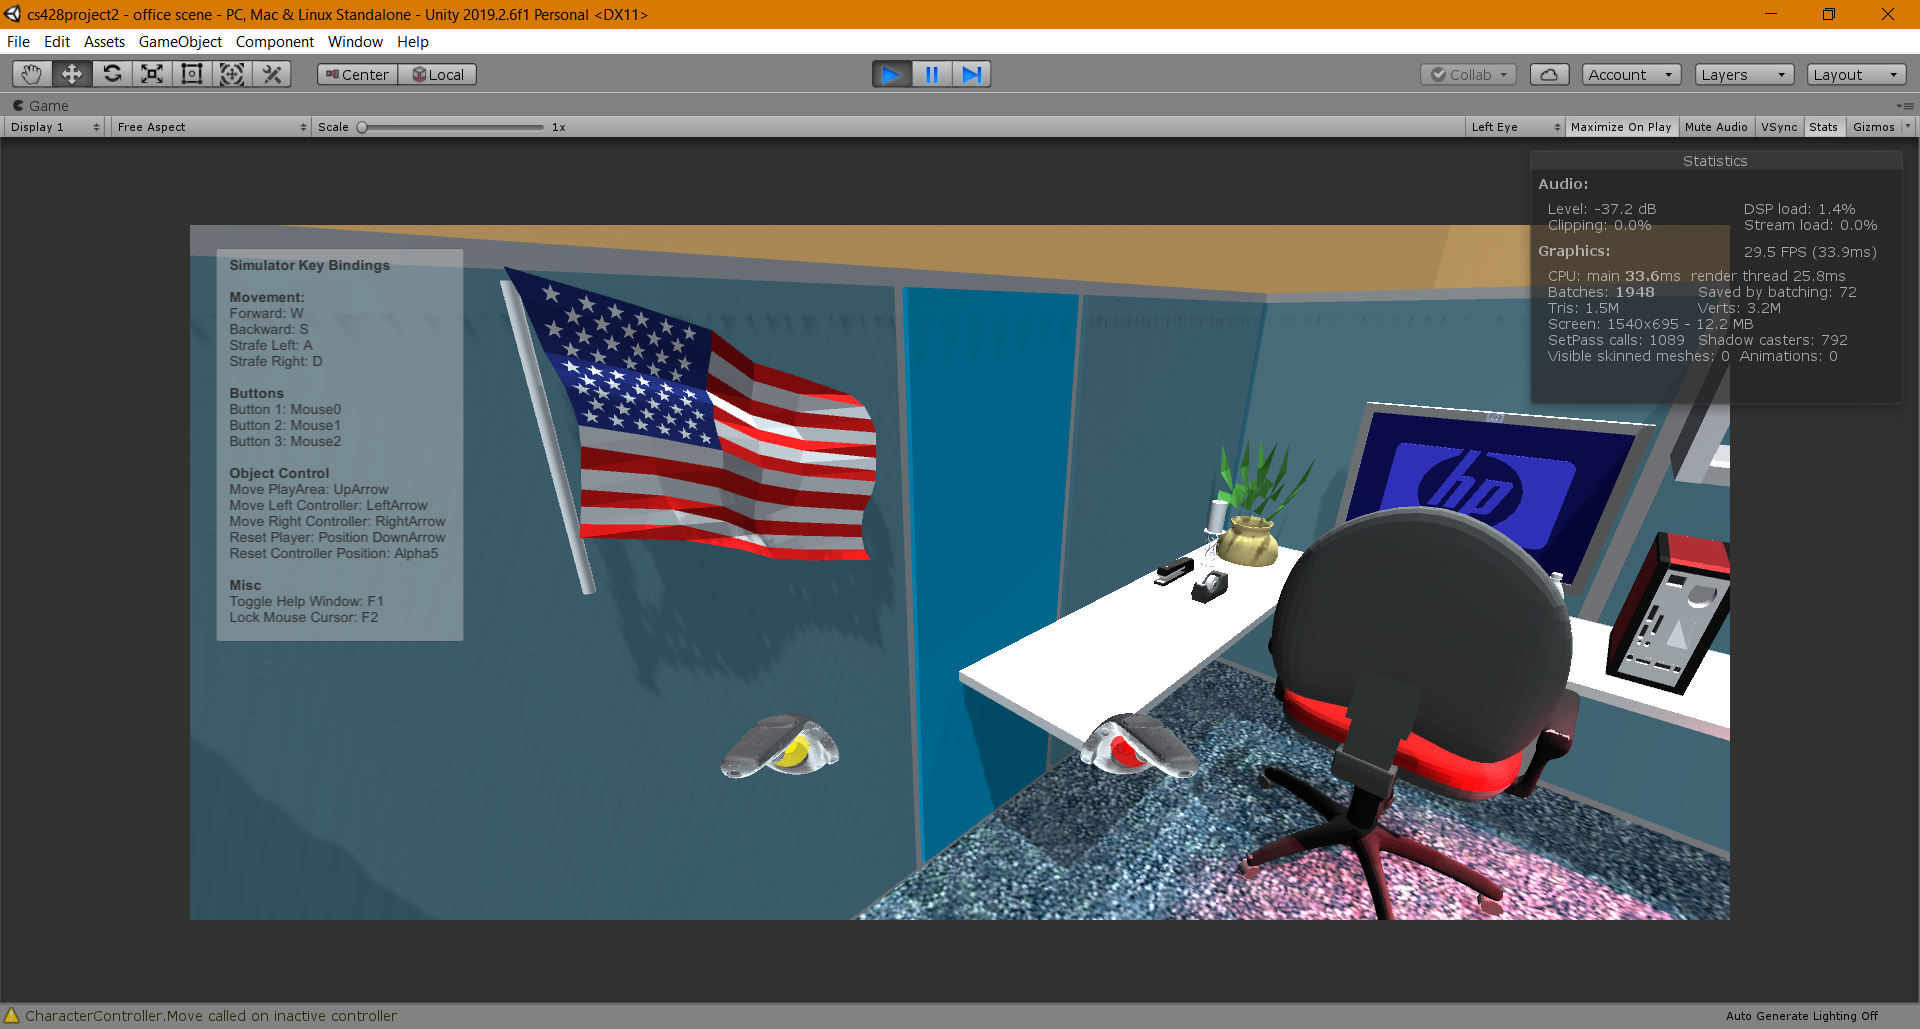 cs428project2 - office scene - PC, Mac & Linux Standalone - Unity 2019.2.6f1 Personal <DX11>
File Edit Assets GameObject Component Window Help
Center Local Collab Account Layers Layout
Game
Display 1 Free Aspect Scale 1x Left Eye Maximize On Play Mute Audio VSync Stats Gizmos
Statistics
Audio:
Level: -37.2 dB DSP load: 1.4%
Clipping: 0.0% Stream load: 0.0%
Graphics: 29.5 FPS (33.9ms)
CPU: main 33.6ms render thread 25.8ms
Batches: 1948 Saved by batching: 72
Tris: 1.5M Verts: 3.2M
Screen: 1540x695 - 12.2 MB
SetPass calls: 1089 Shadow casters: 792
Visible skinned meshes: 0 Animations: 0
Simulator Key Bindings
Movement:
Forward: W
Backward: S
Strafe Left: A
Strafe Right: D
Buttons
Button 1: Mouse0
Button 2: Mouse1
Button 3: Mouse2
Object Control
Move PlayArea: UpArrow
Move Left Controller: LeftArrow
Move Right Controller: RightArrow
Reset Player: Position DownArrow
Reset Controller Position: Alpha5
Misc
Toggle Help Window: F1
Lock Mouse Cursor: F2
hp
CharacterController.Move called on inactive controller
Auto Generate Lighting Off